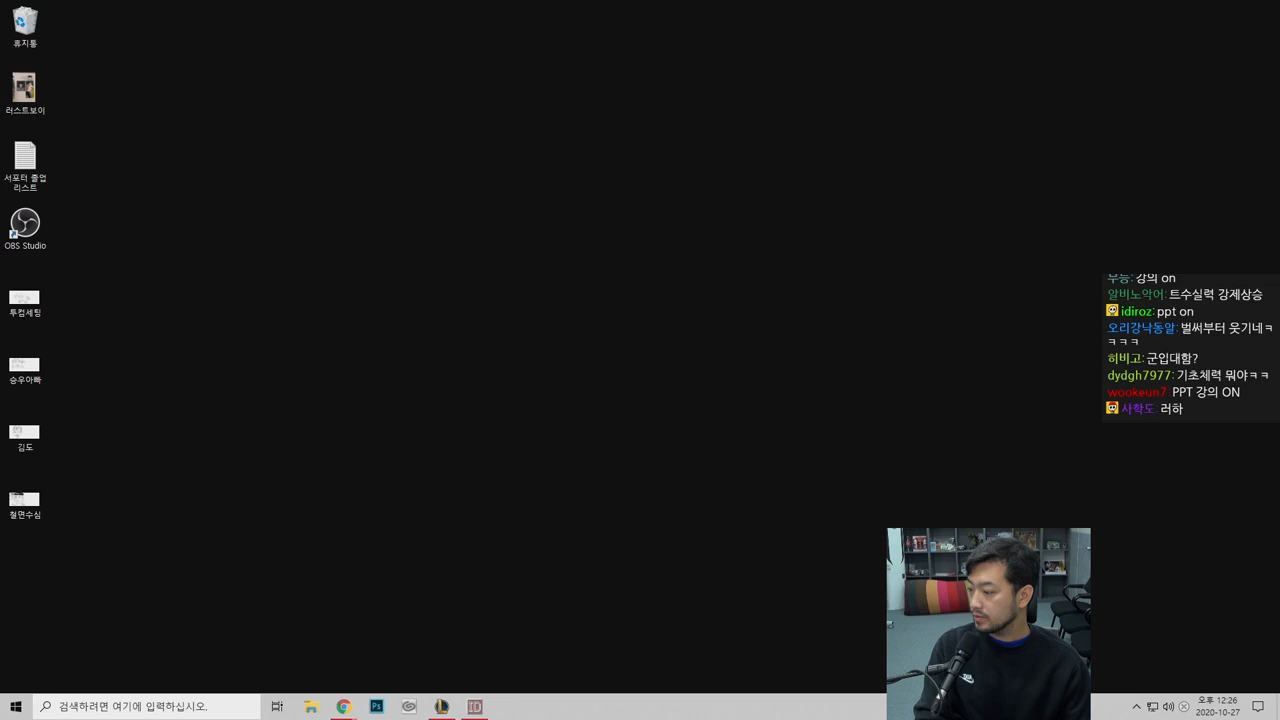 휴지통
러스트보이
서포터 졸업
리스트
OBS Studio
투컴세팅
승우아빠
김도
철면수심
무릉: 강의 on
알비노악어: 트수실력 강제상승
idiroz: ppt on
오리강낙동알: 벌써부터 웃기네ㅋ
ㅋㅋㅋㅋ
히비고: 군입대함?
dydgh7977: 기초체력 뭐야ㅋㅋ
wookeun7: PPT 강의 ON
사학도: 러하
검색하려면 여기에 입력하십시오.
Ps
ID
오후 12:26
2020-10-27